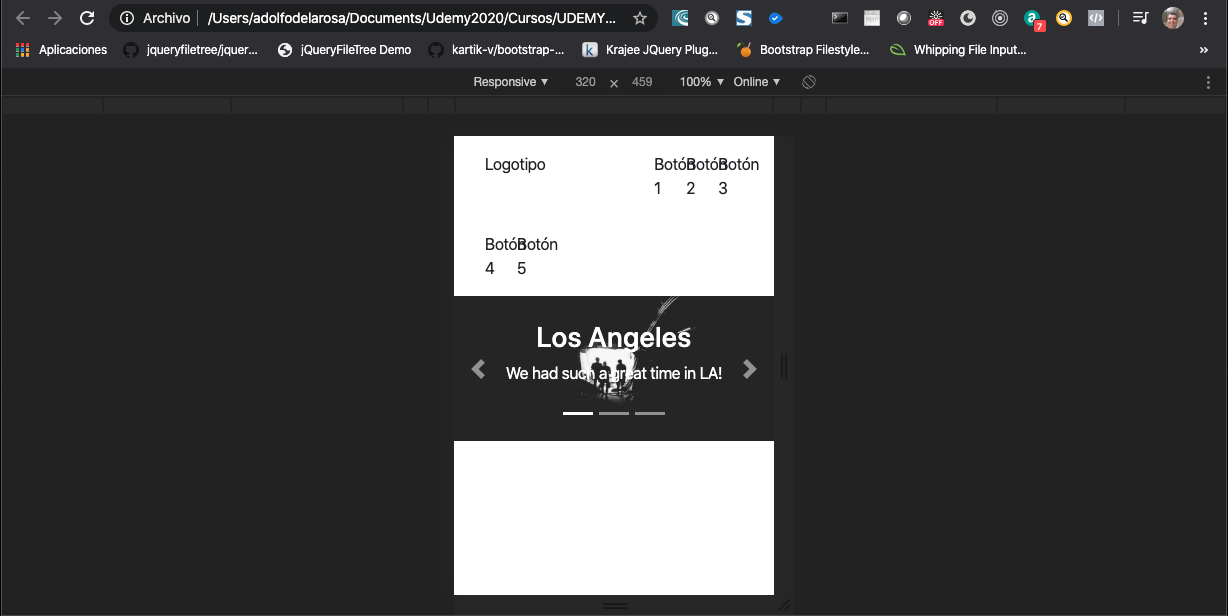 Archivo /Users/adolfodelarosa/Documents/Udemy2020/Cursos/UDEMY...
OFF 7
Aplicaciones jqueryfiletree/jquer... jQueryFileTree Demo kartik-v/bootstrap-... k Krajee JQuery Plug... Bootstrap Filestyle... Whipping File Input... »
Responsive ▼ 320 × 459 100% ▼ Online ▼
Logotipo Botón Botón Botón
1 2 3
Botón Botón
4 5
Los Angeles
We had such a great time in LA!